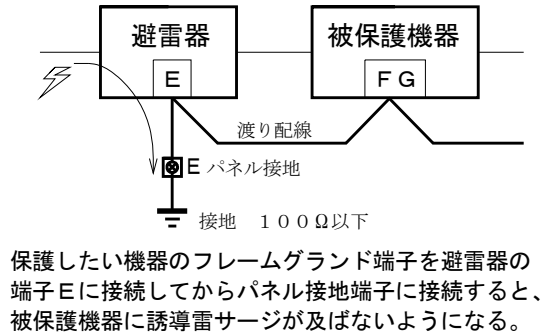 避雷器
被保護機器
E
FG
渡り配線
E パネル接地
接地 100Ω以下
保護したい機器のフレームグランド端子を避雷器の
端子Eに接続してからパネル接地端子に接続すると、
被保護機器に誘導雷サージが及ばないようになる。